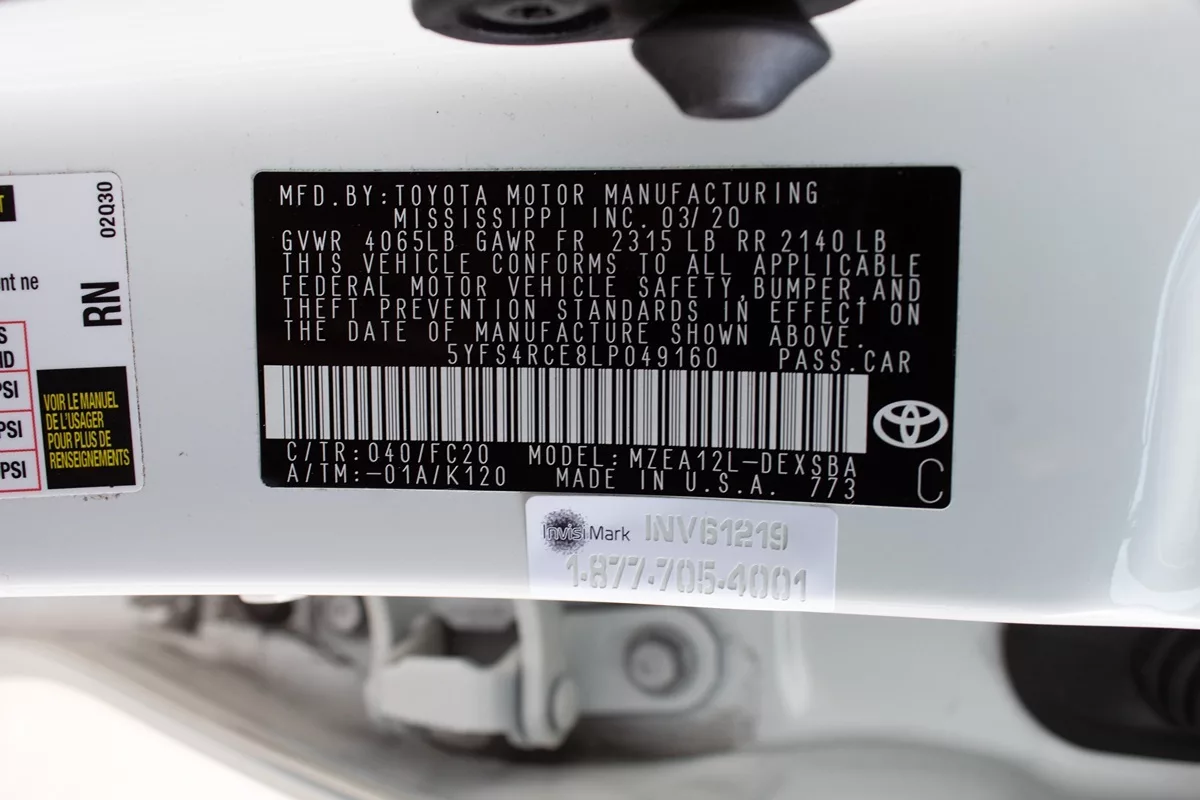 T
02Q30
nt ne
RN
S
ND
PSI
PSI
PSI
VOIR LE MANUEL
DE L'USAGER
POUR PLUS DE
RENSEIGNEMENTS
MFD.BY:TOYOTA MOTOR MANUFACTURING
MISSISSIPPI INC. 03/20
GVWR 4065LB GAWR FR 2315 LB RR 2140 LB
THIS VEHICLE CONFORMS TO ALL APPLICABLE
FEDERAL MOTOR VEHICLE SAFETY,BUMPER,AND
THEFT PREVENTION STANDARDS IN EFFECT ON
THE DATE OF MANUFACTURE SHOWN ABOVE.
5YFS4RCE8LP049160 PASS.CAR
C/TR:040/FC20 MODEL:MZEA12L-DEXSBA
A/TM:-01A/K120 MADE IN U.S.A. 773
C
InvisiMark INV61219
1-877-705-4001